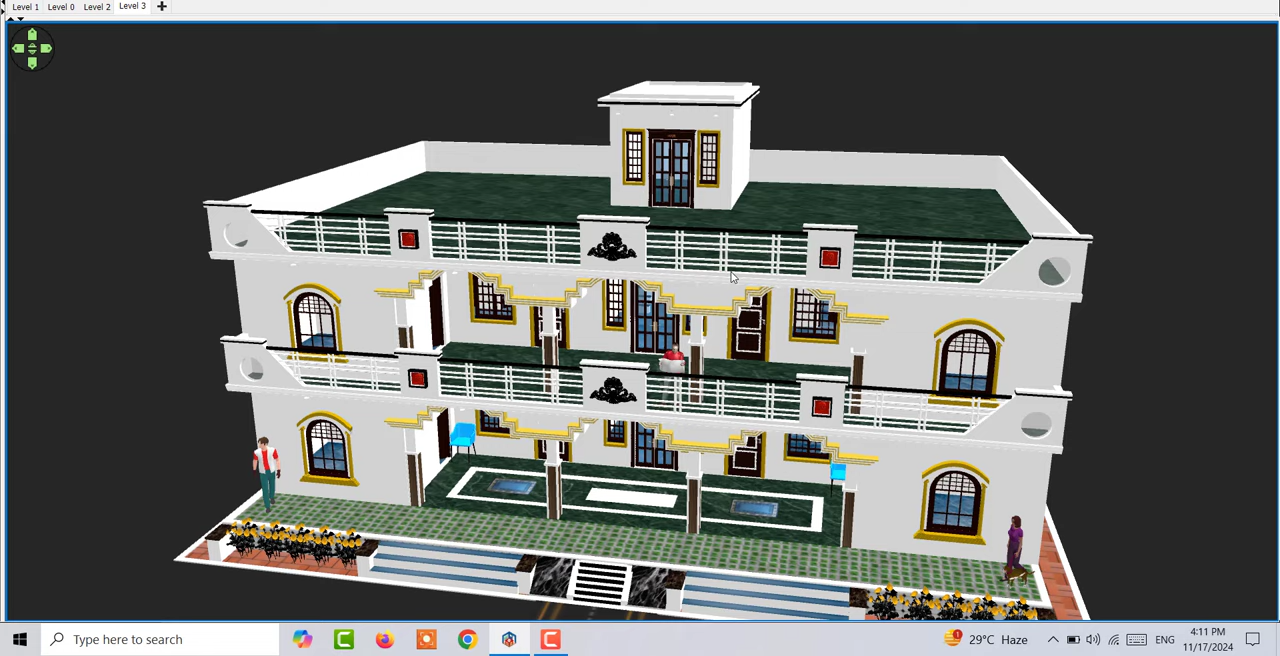 Level 1 Level 0 Level 2 Level 3
Type here to search
29°C Haze
ENG
4:11 PM
11/17/2024